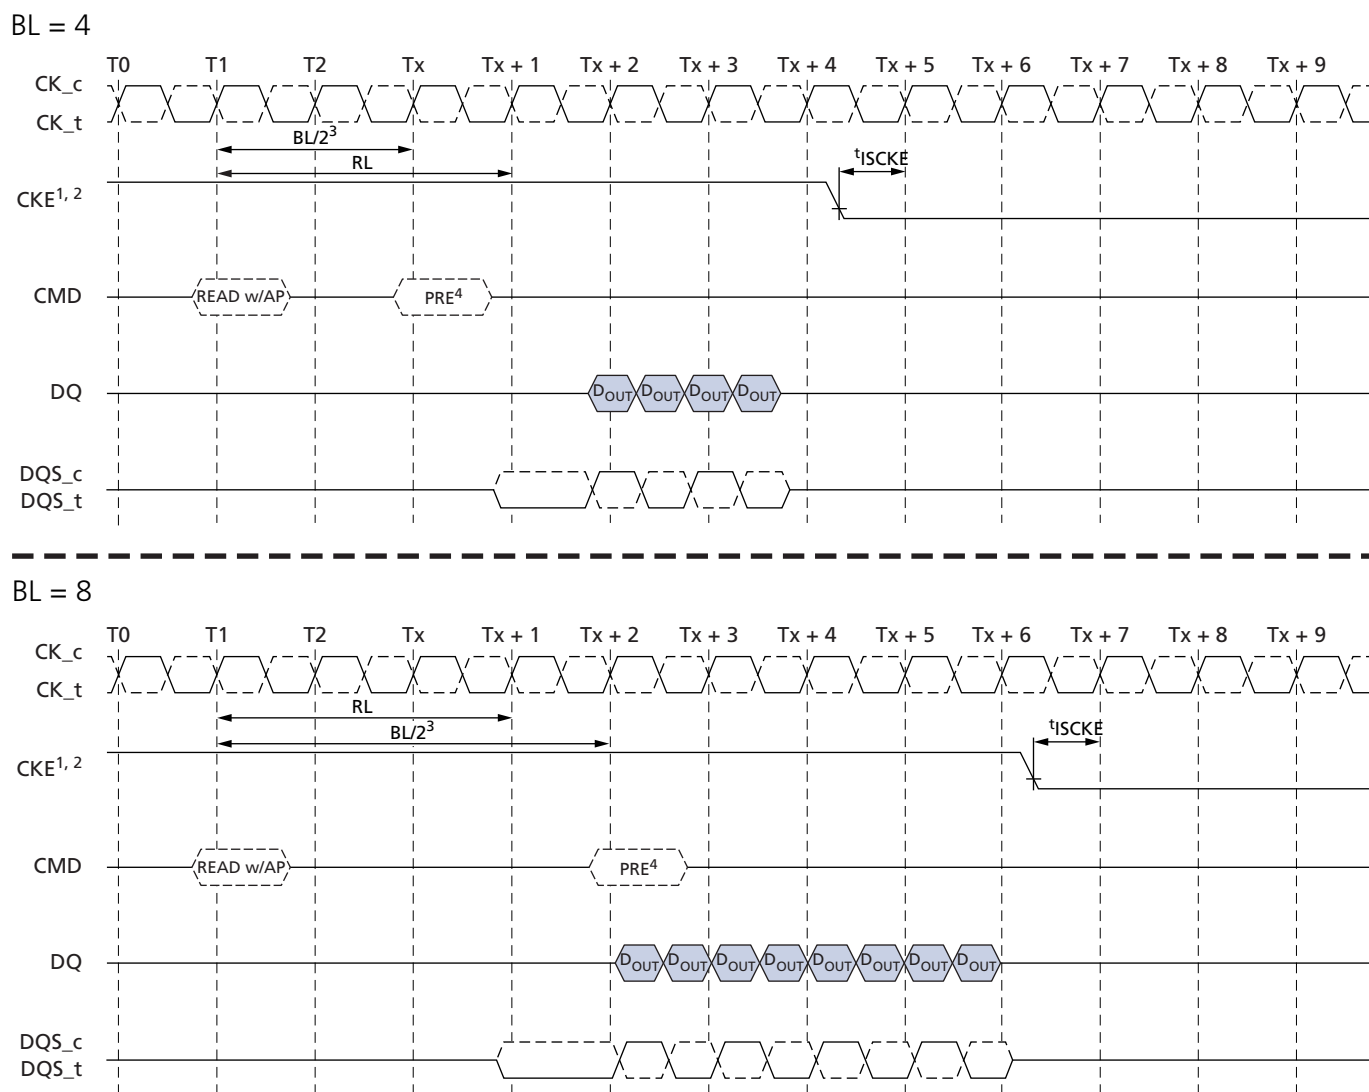 BL = 4
T0 T1 T2 Tx Tx + 1 Tx + 2 Tx + 3 Tx + 4 Tx + 5 Tx + 6 Tx + 7 Tx + 8 Tx + 9
CK_c
CK_t
BL/2³
RL
tISCKE
CKE¹, ²
CMD READ w/AP PRE⁴
DQ DOUT DOUT DOUT DOUT
DQS_c
DQS_t
BL = 8
T0 T1 T2 Tx Tx + 1 Tx + 2 Tx + 3 Tx + 4 Tx + 5 Tx + 6 Tx + 7 Tx + 8 Tx + 9
CK_c
CK_t
RL
BL/2³
tISCKE
CKE¹, ²
CMD READ w/AP PRE⁴
DQ DOUT DOUT DOUT DOUT DOUT DOUT DOUT DOUT
DQS_c
DQS_t